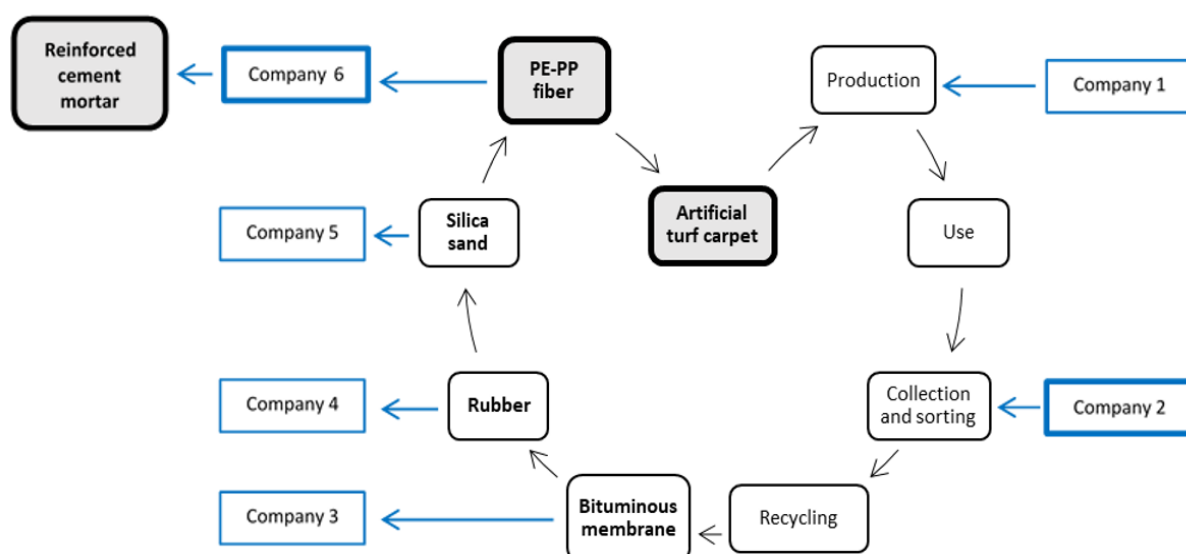 Reinforced
cement
mortar
Company 6
PE-PP
fiber
Production
Company 1
Artificial
turf carpet
Silica
sand
Company 5
Use
Company 4
Rubber
Collection
and sorting
Company 2
Company 3
Bituminous
membrane
Recycling